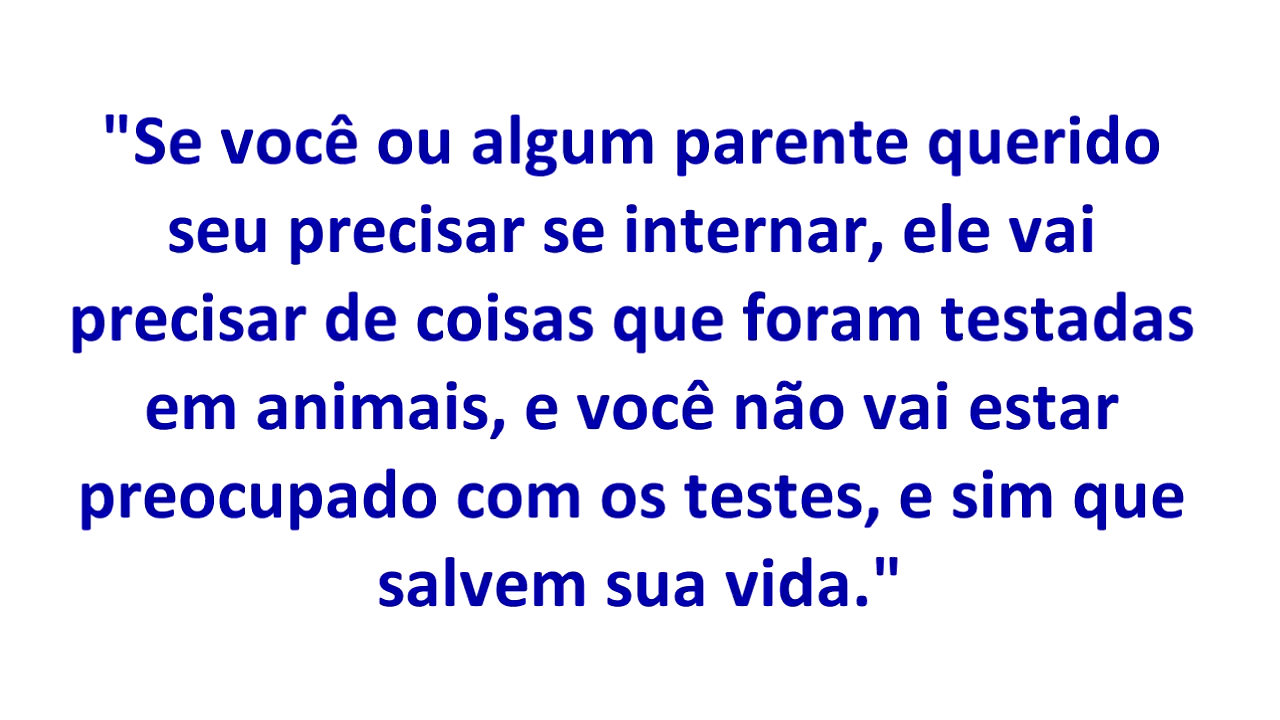 "Se você ou algum parente querido
seu precisar se internar, ele vai
precisar de coisas que foram testadas
em animais, e você não vai estar
preocupado com os testes, e sim que
salvem sua vida."